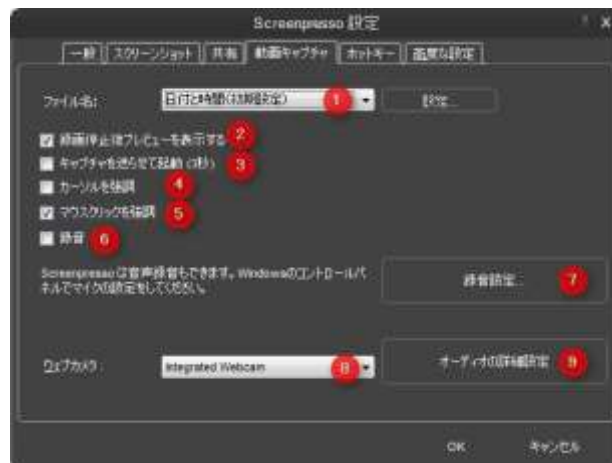 Screenpresso 設定
一般 スクリーンショット 共有 動画キャプチャ ホットキー 高度な設定
ファイル名: 日付と時間(初期設定) 1 設定...
録画停止後プレビューを表示する 2
キャプチャを遅らせて起動 (3秒) 3
カーソルを強調 4
マウスクリックを強調 5
録音 6
Screenpresso は音声録音もできます。Windowsのコントロールパ
ネルでマイクの設定をしてください。
録音設定... 7
ウェブカメラ: Integrated Webcam 8 オーディオの詳細設定 9
OK キャンセル